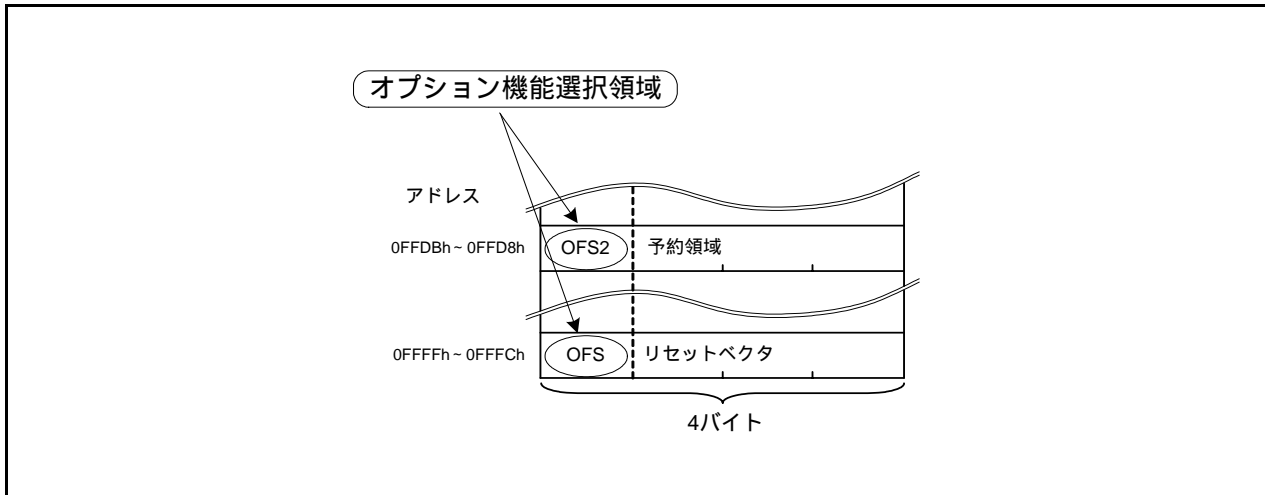 オプション機能選択領域
アドレス
0FFDBh ~ 0FFD8h OFS2 予約領域
0FFFFh ~ 0FFFCh OFS リセットベクタ
4バイト